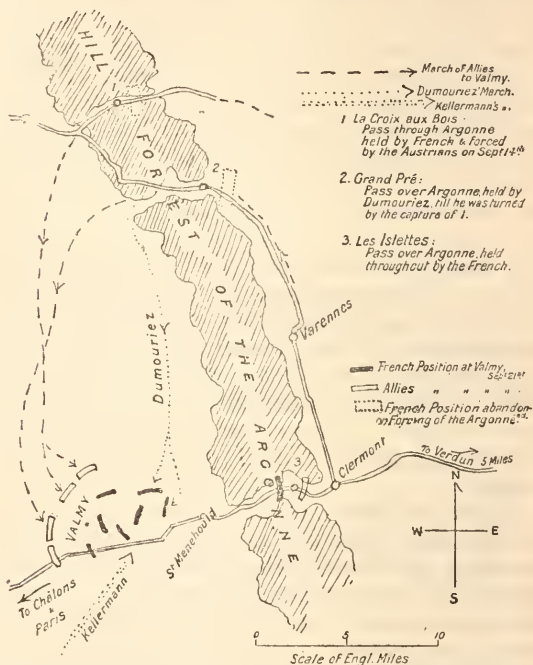 HILL
FOREST
OF THE ARGONNE
March of Allies
to Valmy.
Dumouriez' March.
Kellermann's "
1 La Croix aux Bois.
Pass through Argonne
held by French & forced
by the Austrians on Sept 14th
2. Grand Pré:
Pass over Argonne, held by
Dumouriez, till he was turned
by the capture of 1.
3. Les Islettes:
Pass over Argonne, held
throughout by the French.
2
Varennes
Dumouriez
French Position at Valmy,
Sept 21st
Allies " " "
French Position abandon-
on Forcing of the Argonne. ed.
3
Clermont
To Verdun 5 Miles
N
W E
S
VALMY
St Menehould
To Châlons
&
Paris
Kellermann
0 5 10
Scale of Engl. Miles